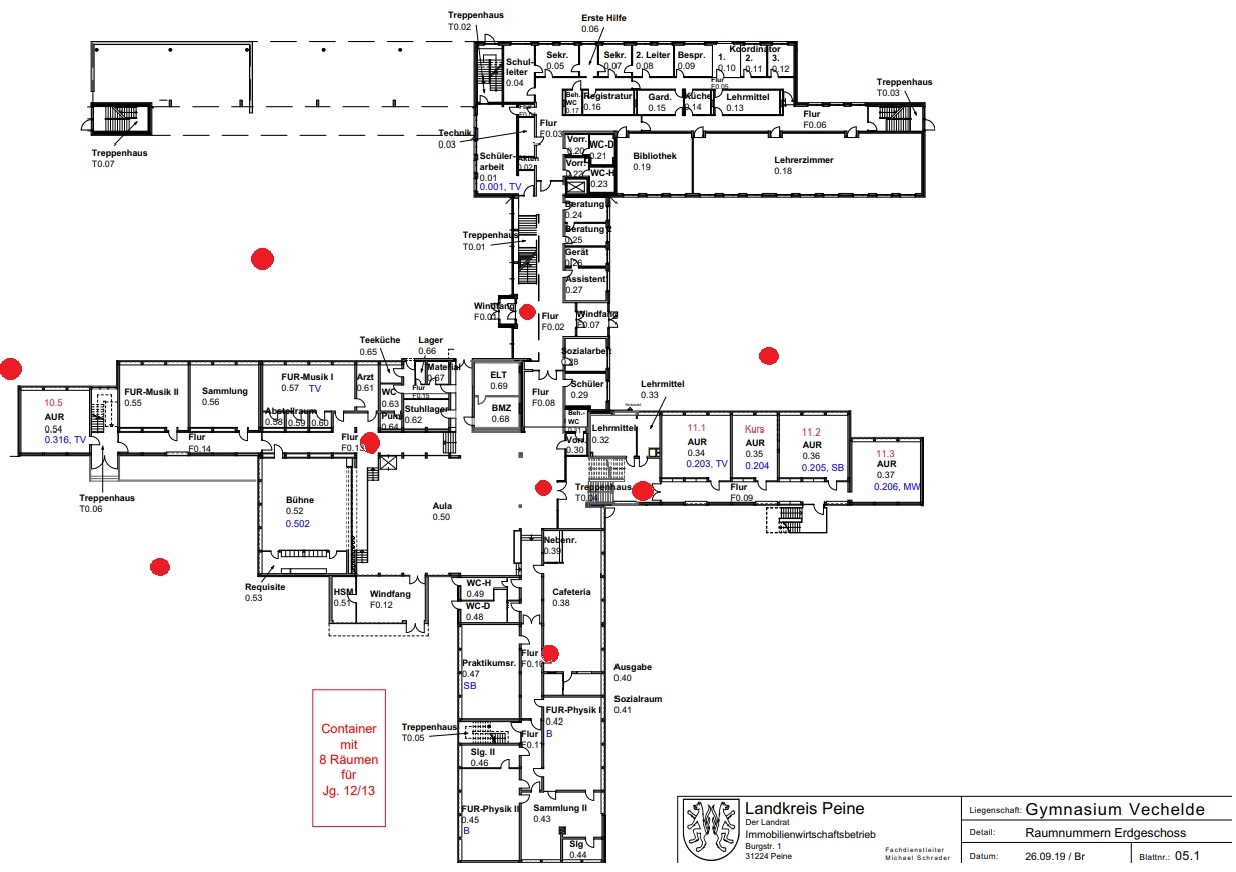 Treppenhaus
T0.02
Erste Hilfe
0.06
Schul-
leiter
0.04
Sekr.
0.05
Sekr.
0.07
2. Leiter
0.08
Bespr.
0.09
Koordinator
1.
0.10
2.
0.11
3.
0.12
Flur
F0.05
Treppenhaus
T0.03
Beh.
WC
0.17
Registratur
0.16
Gard.
0.15
Küche
0.14
Lehrmittel
0.13
Flur
F0.06
Treppenhaus
T0.07
Technik
0.03
Flur
F0.03
Akten
0.02
Schüler-
arbeit
0.01
0.001, TV
Vorr.
0.20
WC-D
0.21
Vorr.
0.22
WC-H
0.23
Bibliothek
0.19
Lehrerzimmer
0.18
Beratung
0.24
Beratung 2
0.25
Gerät
0.26
Assistent
0.27
Treppenhaus
T0.01
Windfang
F0.01
Flur
F0.02
Windfang
F0.07
Sozialarbeit
0.28
Schüler
0.29
Flur
F0.08
Teeküche
0.65
Lager
0.66
Material
0.67
ELT
0.69
BMZ
0.68
FUR-Musik II
0.55
Sammlung
0.56
FUR-Musik I
0.57 TV
Arzt
0.61
WC
0.63
Flur
F0.15
Stuhllager
0.62
PuMi
0.64
Abstellraum
0.58
0.59
0.60
10.5
AUR
0.54
0.316, TV
Flur
F0.14
Flur
F0.13
Treppenhaus
T0.06
Beh.-
WC
0.31
Vorr.
0.30
Lehrmittel
0.33
Lehrmittel
0.32
11.1
AUR
0.34
0.203, TV
Kurs
AUR
0.35
0.204
11.2
AUR
0.36
0.205, SB
11.3
AUR
0.37
0.206, MW
Treppenhaus
T0.04
Flur
F0.09
Bühne
0.52
0.502
Aula
0.50
Requisite
0.53
HSM
0.51
Windfang
F0.12
Nebenr.
0.39
Cafeteria
0.38
WC-H
0.49
WC-D
0.48
Flur
F0.10
Praktikumsr.
0.47
SB
Ausgabe
0.40
Sozialraum
0.41
FUR-Physik I
0.42
B
Treppenhaus
T0.05
Flur
F0.11
Slg. II
0.46
FUR-Physik II
0.45
B
Sammlung II
0.43
Slg
0.44
Container
mit
8 Räumen
für
Jg. 12/13
Landkreis Peine
Der Landrat
Immobilienwirtschaftsbetrieb
Burgstr. 1
31224 Peine
Fachdienstleiter
Michael Schrader
Liegenschaft: Gymnasium Vechelde
Detail: Raumnummern Erdgeschoss
Datum: 26.09.19 / Br
Blattnr.: 05.1